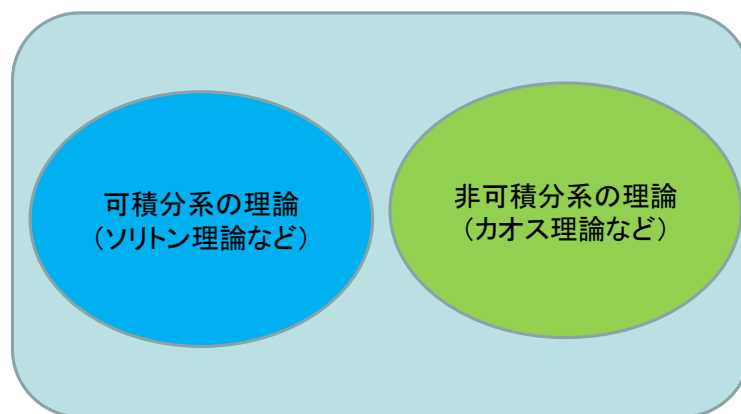 可積分系の理論
（ソリトン理論など）
非可積分系の理論
（カオス理論など）